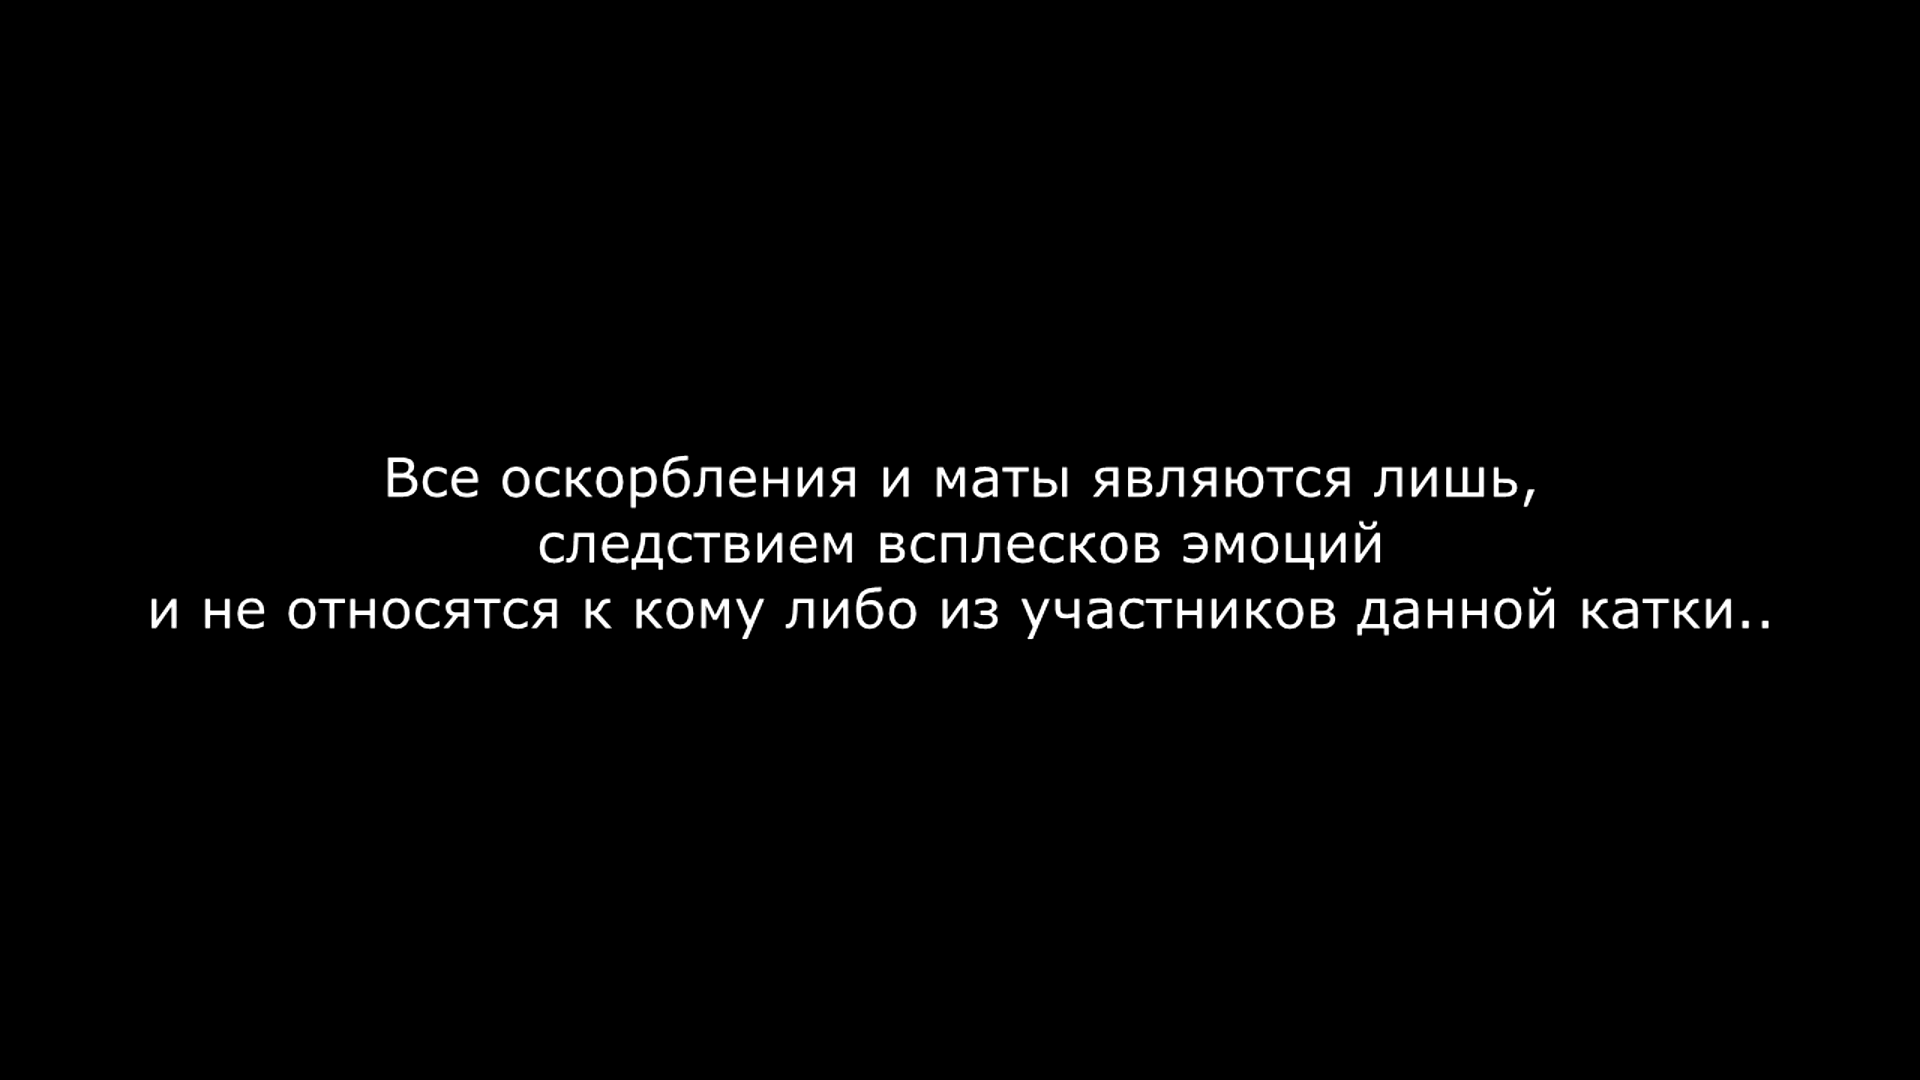 Все оскорбления и маты являются лишь,
следствием всплесков эмоций
и не относятся к кому либо из участников данной катки..